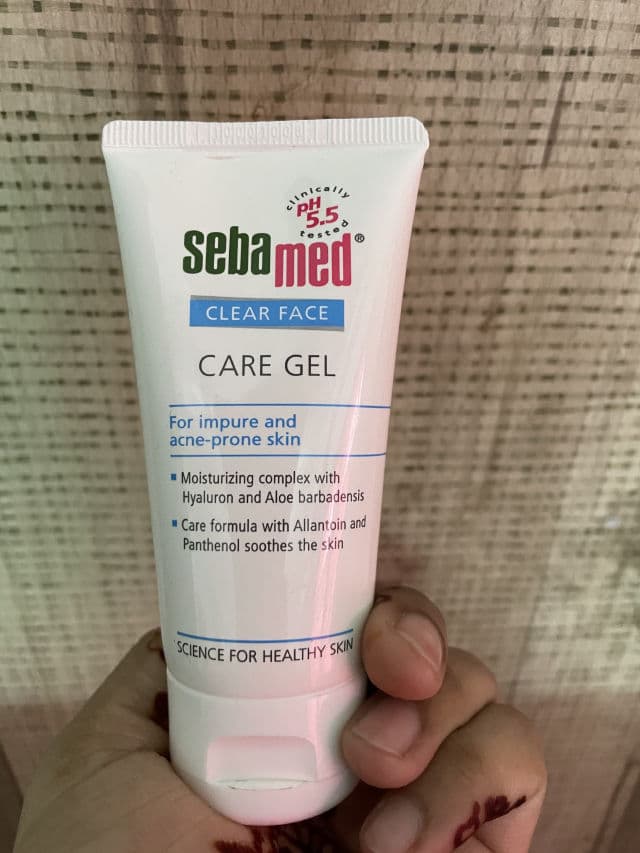 clinically
pH
5.5
tested
sebamed®
CLEAR FACE
CARE GEL
For impure and
acne-prone skin
Moisturizing complex with
Hyaluron and Aloe barbadensis
Care formula with Allantoin and
Panthenol soothes the skin
SCIENCE FOR HEALTHY SKIN